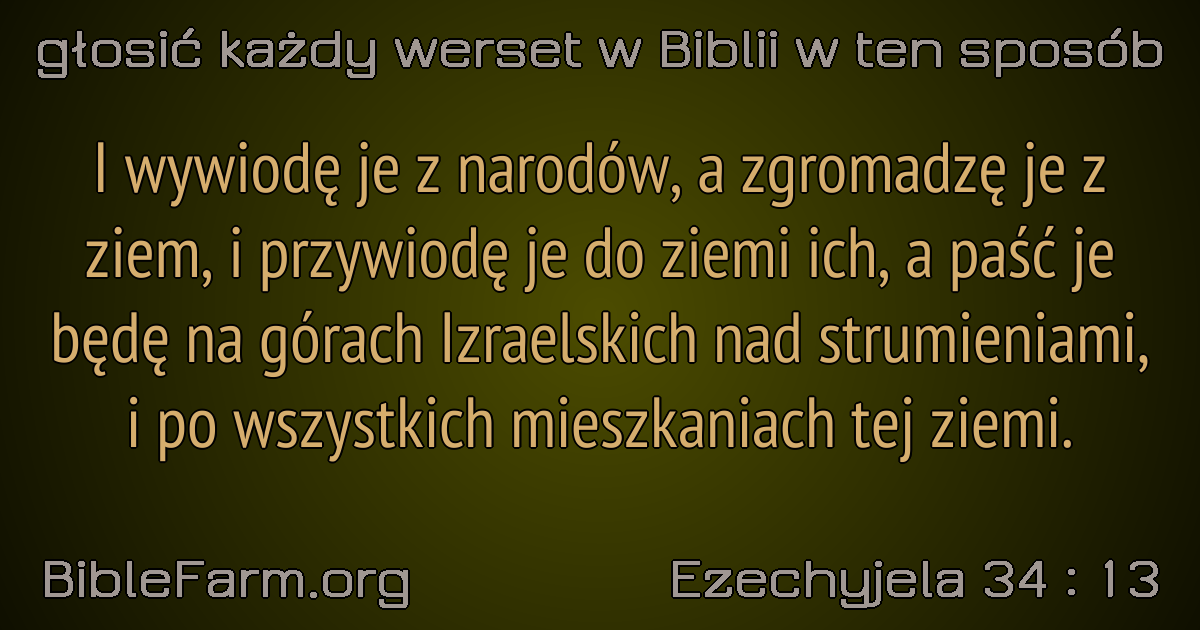 głosić każdy werset w Biblii w ten sposób
I wywiodę je z narodów, a zgromadzę je z
ziem, i przywiodę je do ziemi ich, a paść je
będę na górach Izraelskich nad strumieniami,
i po wszystkich mieszkaniach tej ziemi.
BibleFarm.org
Ezechyjela 34 : 13